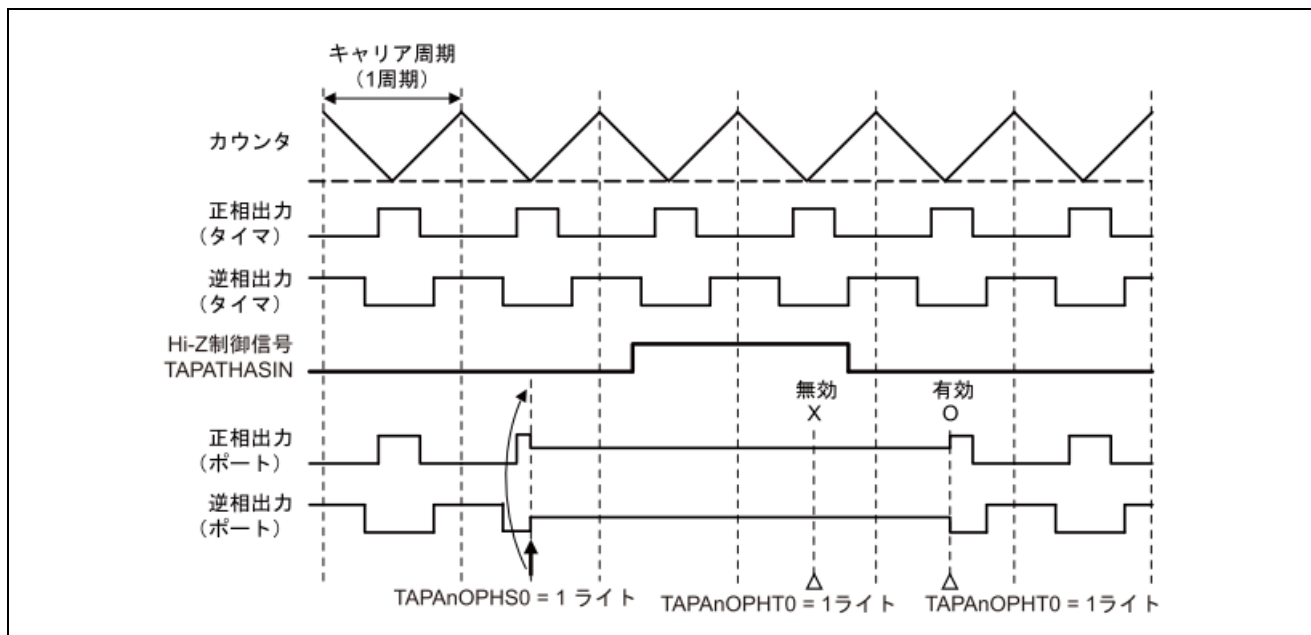 キャリア周期
（1周期）
カウンタ
正相出力
（タイマ）
逆相出力
（タイマ）
Hi-Z制御信号
TAPATHASIN
無効
X
有効
O
正相出力
（ポート）
逆相出力
（ポート）
TAPAnOPHS0 = 1 ライト
TAPAnOPHT0 = 1ライト
TAPAnOPHT0 = 1ライト